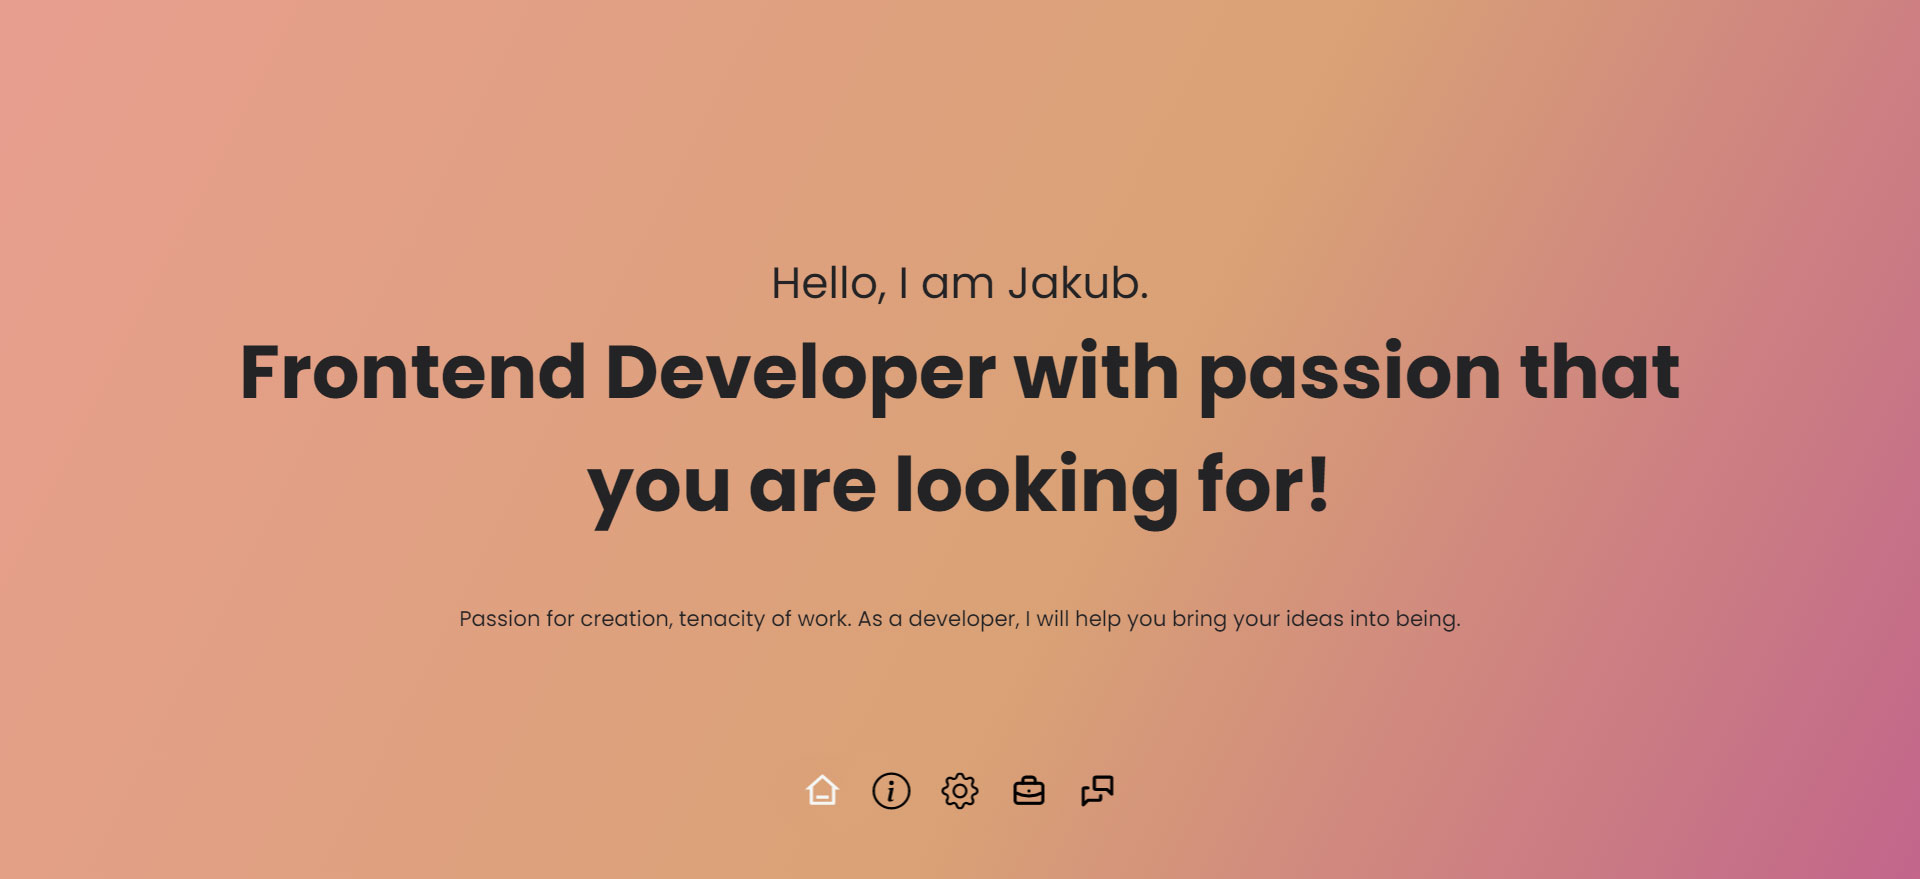 Hello, I am Jakub.
Frontend Developer with passion that
you are looking for!
Passion for creation, tenacity of work. As a developer, I will help you bring your ideas into being.